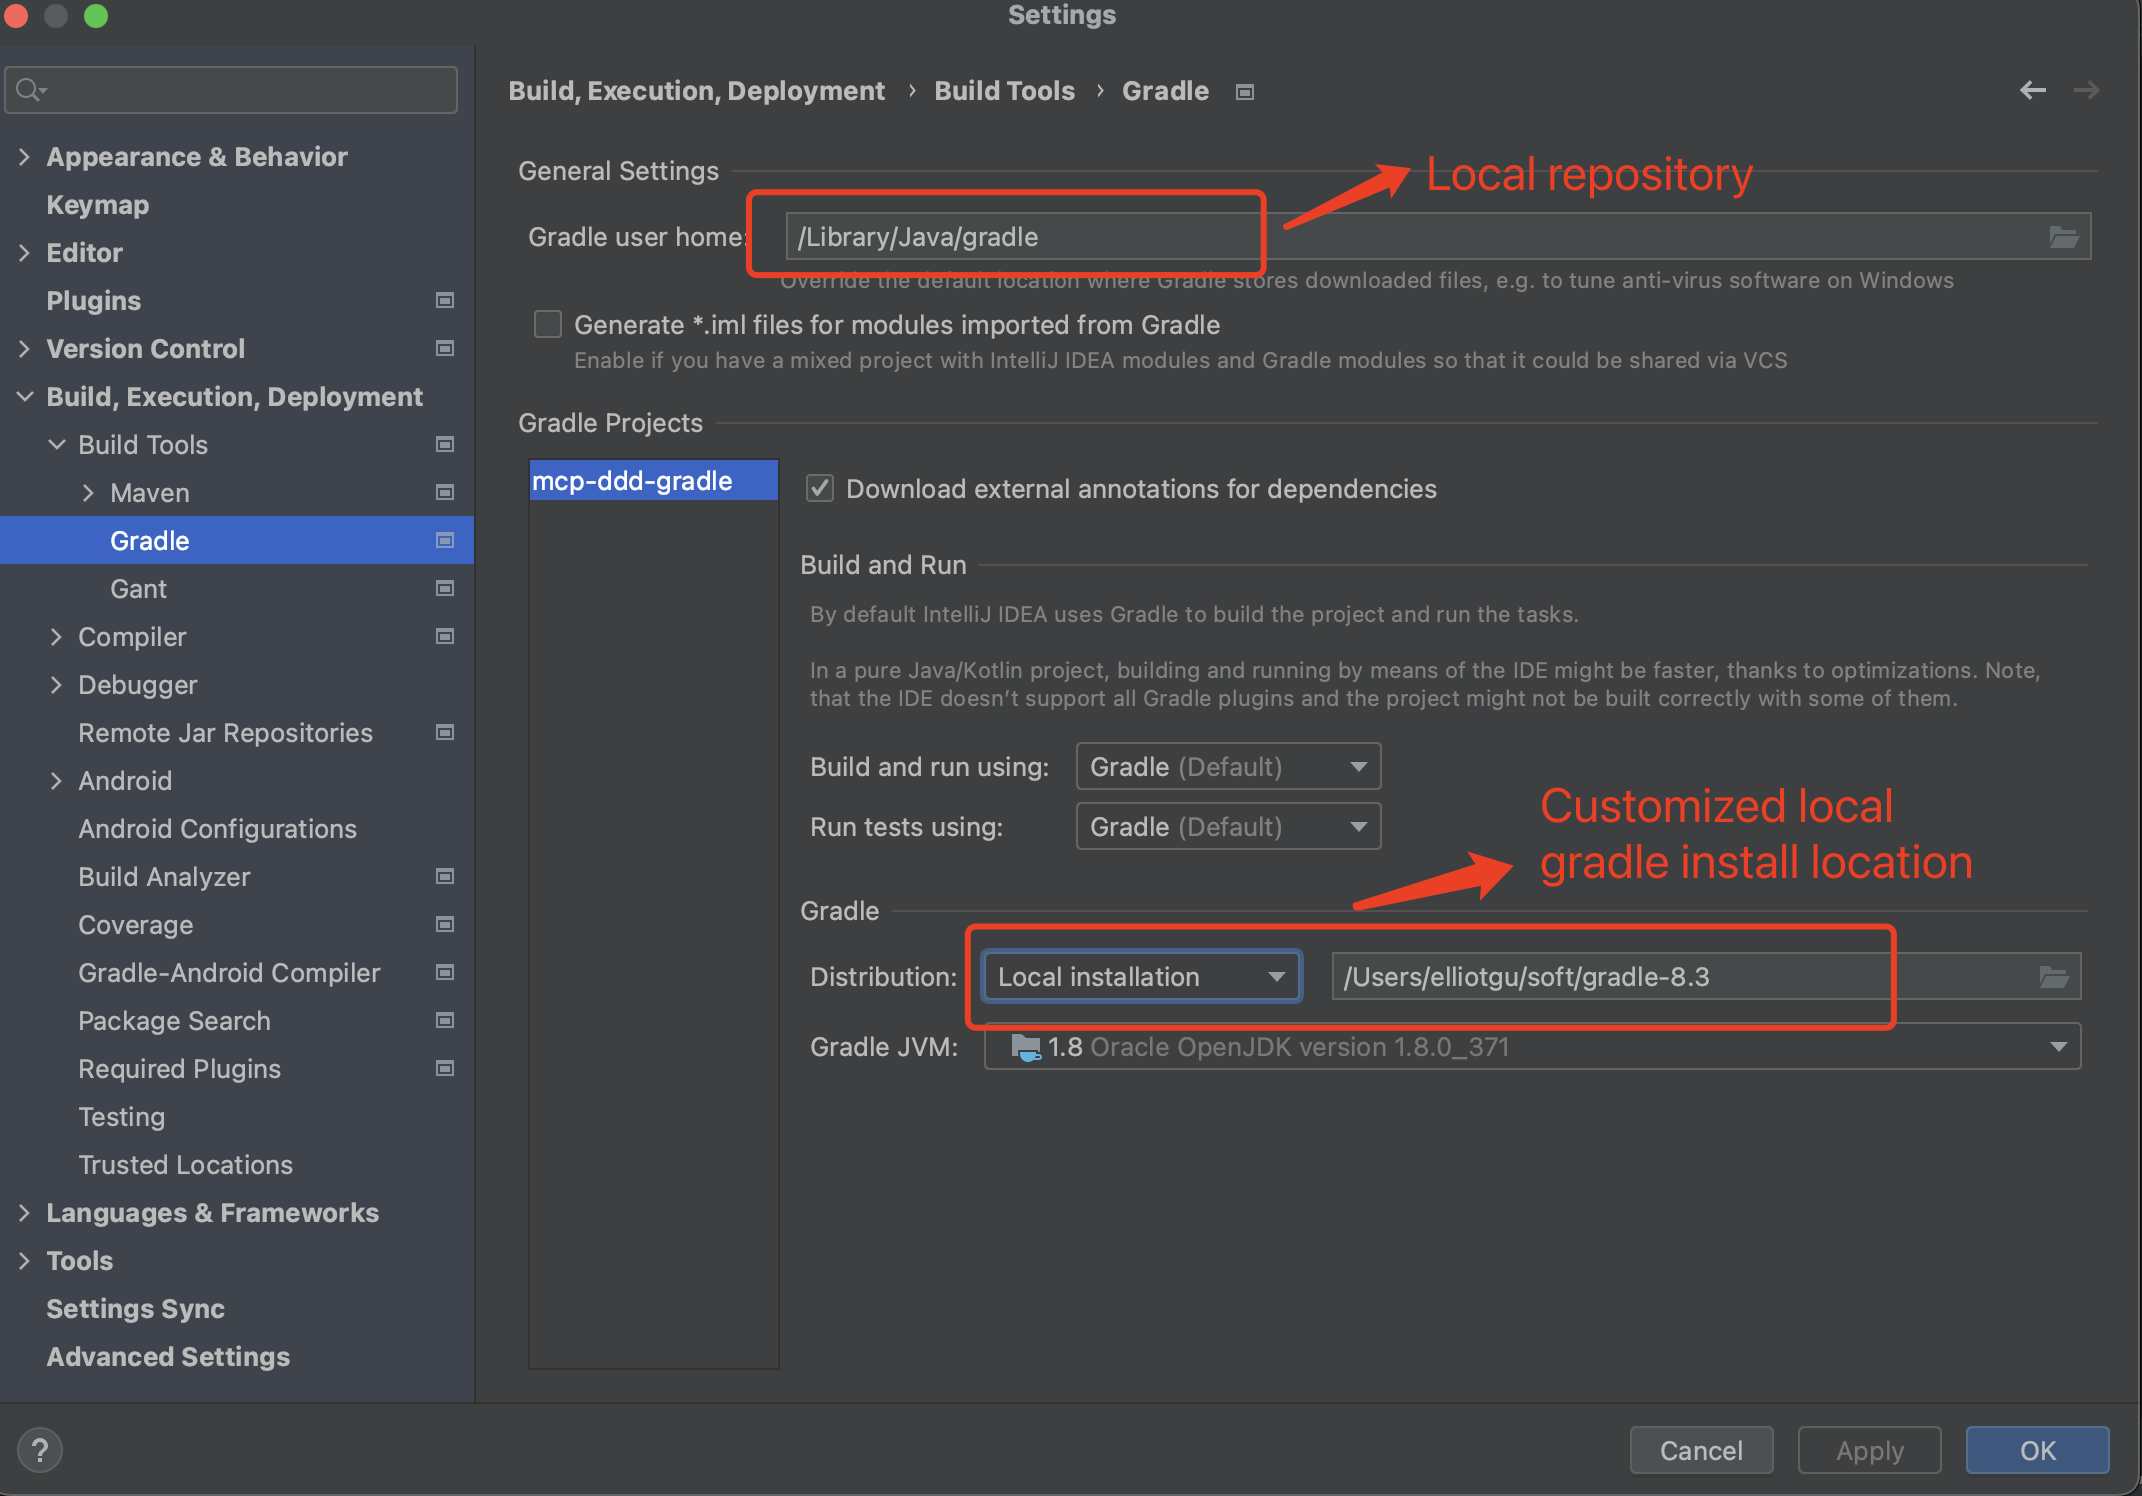 Settings
Build, Execution, Deployment › Build Tools › Gradle
Appearance & Behavior
Keymap
Editor
Plugins
Version Control
Build, Execution, Deployment
Build Tools
Maven
Gradle
Gant
Compiler
Debugger
Remote Jar Repositories
Android
Android Configurations
Build Analyzer
Coverage
Gradle-Android Compiler
Package Search
Required Plugins
Testing
Trusted Locations
Languages & Frameworks
Tools
Settings Sync
Advanced Settings
General Settings
Local repository
Gradle user home: /Library/Java/gradle
Override the default location where Gradle stores downloaded files, e.g. to tune anti-virus software on Windows
Generate *.iml files for modules imported from Gradle
Enable if you have a mixed project with IntelliJ IDEA modules and Gradle modules so that it could be shared via VCS
Gradle Projects
mcp-ddd-gradle
Download external annotations for dependencies
Build and Run
By default IntelliJ IDEA uses Gradle to build the project and run the tasks.
In a pure Java/Kotlin project, building and running by means of the IDE might be faster, thanks to optimizations. Note,
that the IDE doesn't support all Gradle plugins and the project might not be built correctly with some of them.
Build and run using: Gradle (Default)
Run tests using: Gradle (Default)
Customized local
gradle install location
Gradle
Distribution: Local installation /Users/elliotgu/soft/gradle-8.3
Gradle JVM: 1.8 Oracle OpenJDK version 1.8.0_371
?
Cancel
Apply
OK